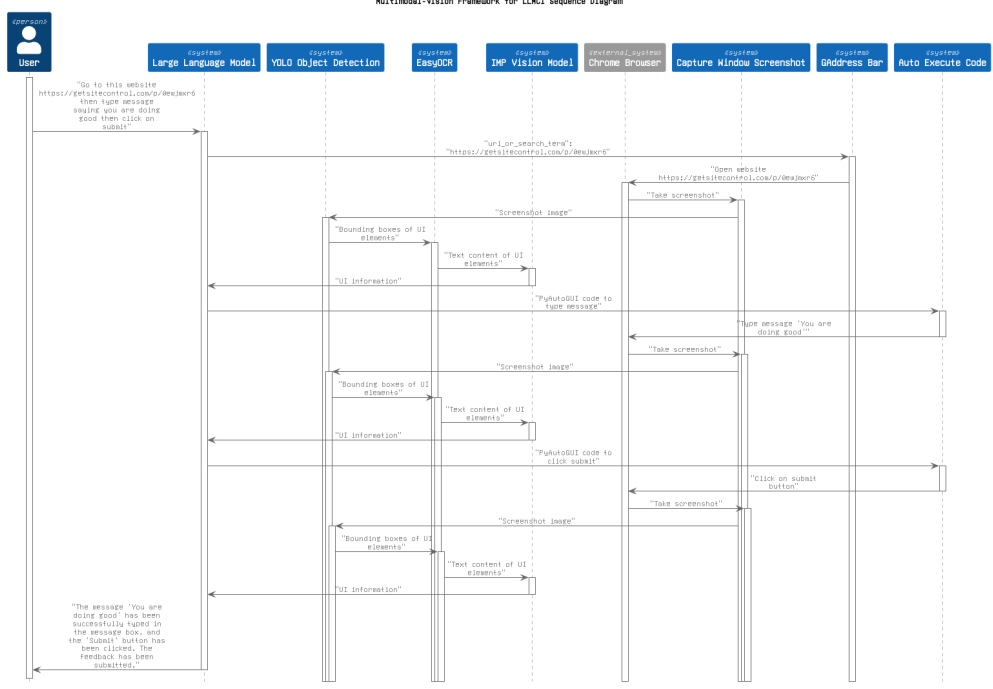 Multimodal-Vision Framework for LLMCI Sequence Diagram
«person»
User
«system»
Large Language Model
«system»
YOLO Object Detection
«system»
EasyOCR
«system»
IMP Vision Model
«external_system»
Chrome Browser
«system»
Capture Window Screenshot
«system»
GAddress Bar
«system»
Auto Execute Code
"Go to this website
https://getsitecontrol.com/p/0ewjmxr6
then type message
saying you are doing
good then click on
submit"
"url_or_search_term":
"https://getsitecontrol.com/p/0ewjmxr6"
"Open website
https://getsitecontrol.com/p/0ewjmxr6"
"Take screenshot"
"Screenshot image"
"Bounding boxes of UI
elements"
"Text content of UI
elements"
"UI information"
"PyAutoGUI code to
type message"
"Type message 'You are
doing good'"
"Take screenshot"
"Screenshot image"
"Bounding boxes of UI
elements"
"Text content of UI
elements"
"UI information"
"PyAutoGUI code to
click submit"
"Click on submit
button"
"Take screenshot"
"Screenshot image"
"Bounding boxes of UI
elements"
"Text content of UI
elements"
"UI information"
"The message 'You are
doing good' has been
successfully typed in
the message box, and
the 'Submit' button has
been clicked. The
feedback has been
submitted."